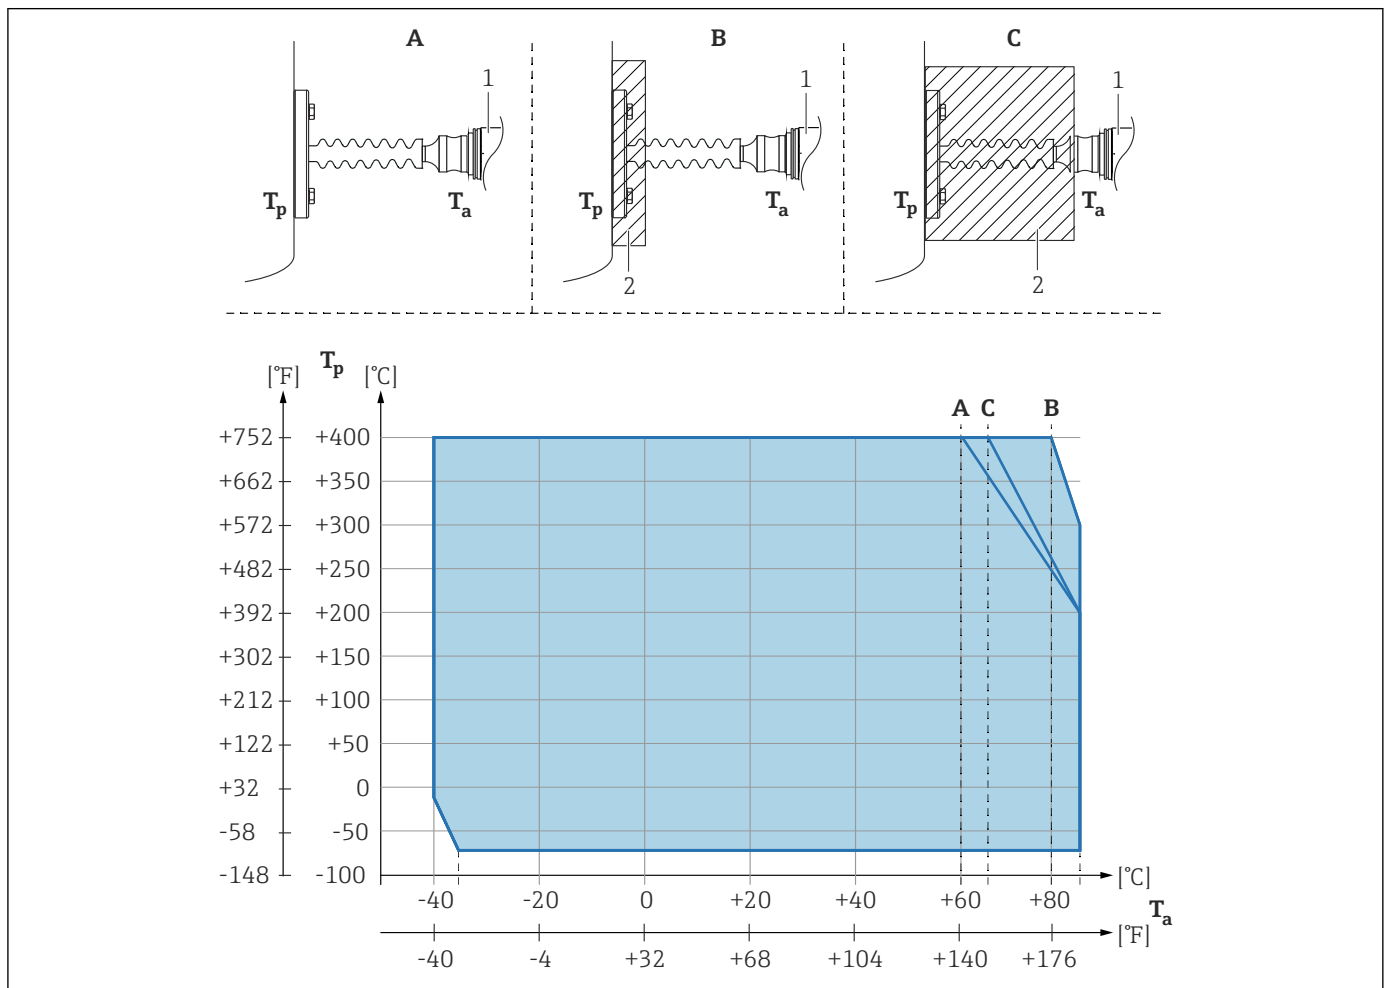 A B C
1 1 1
Tp Ta Tp Ta Tp Ta
2 2 2
Tp
[°F] [°C]
A C B
+752 +400
+662 +350
+572 +300
+482 +250
+392 +200
+302 +150
+212 +100
+122 +50
+32 0
-58 -50
-148 -100
[°C]
-40 -20 0 +20 +40 +60 +80
Ta
[°F]
-40 -4 +32 +68 +104 +140 +176